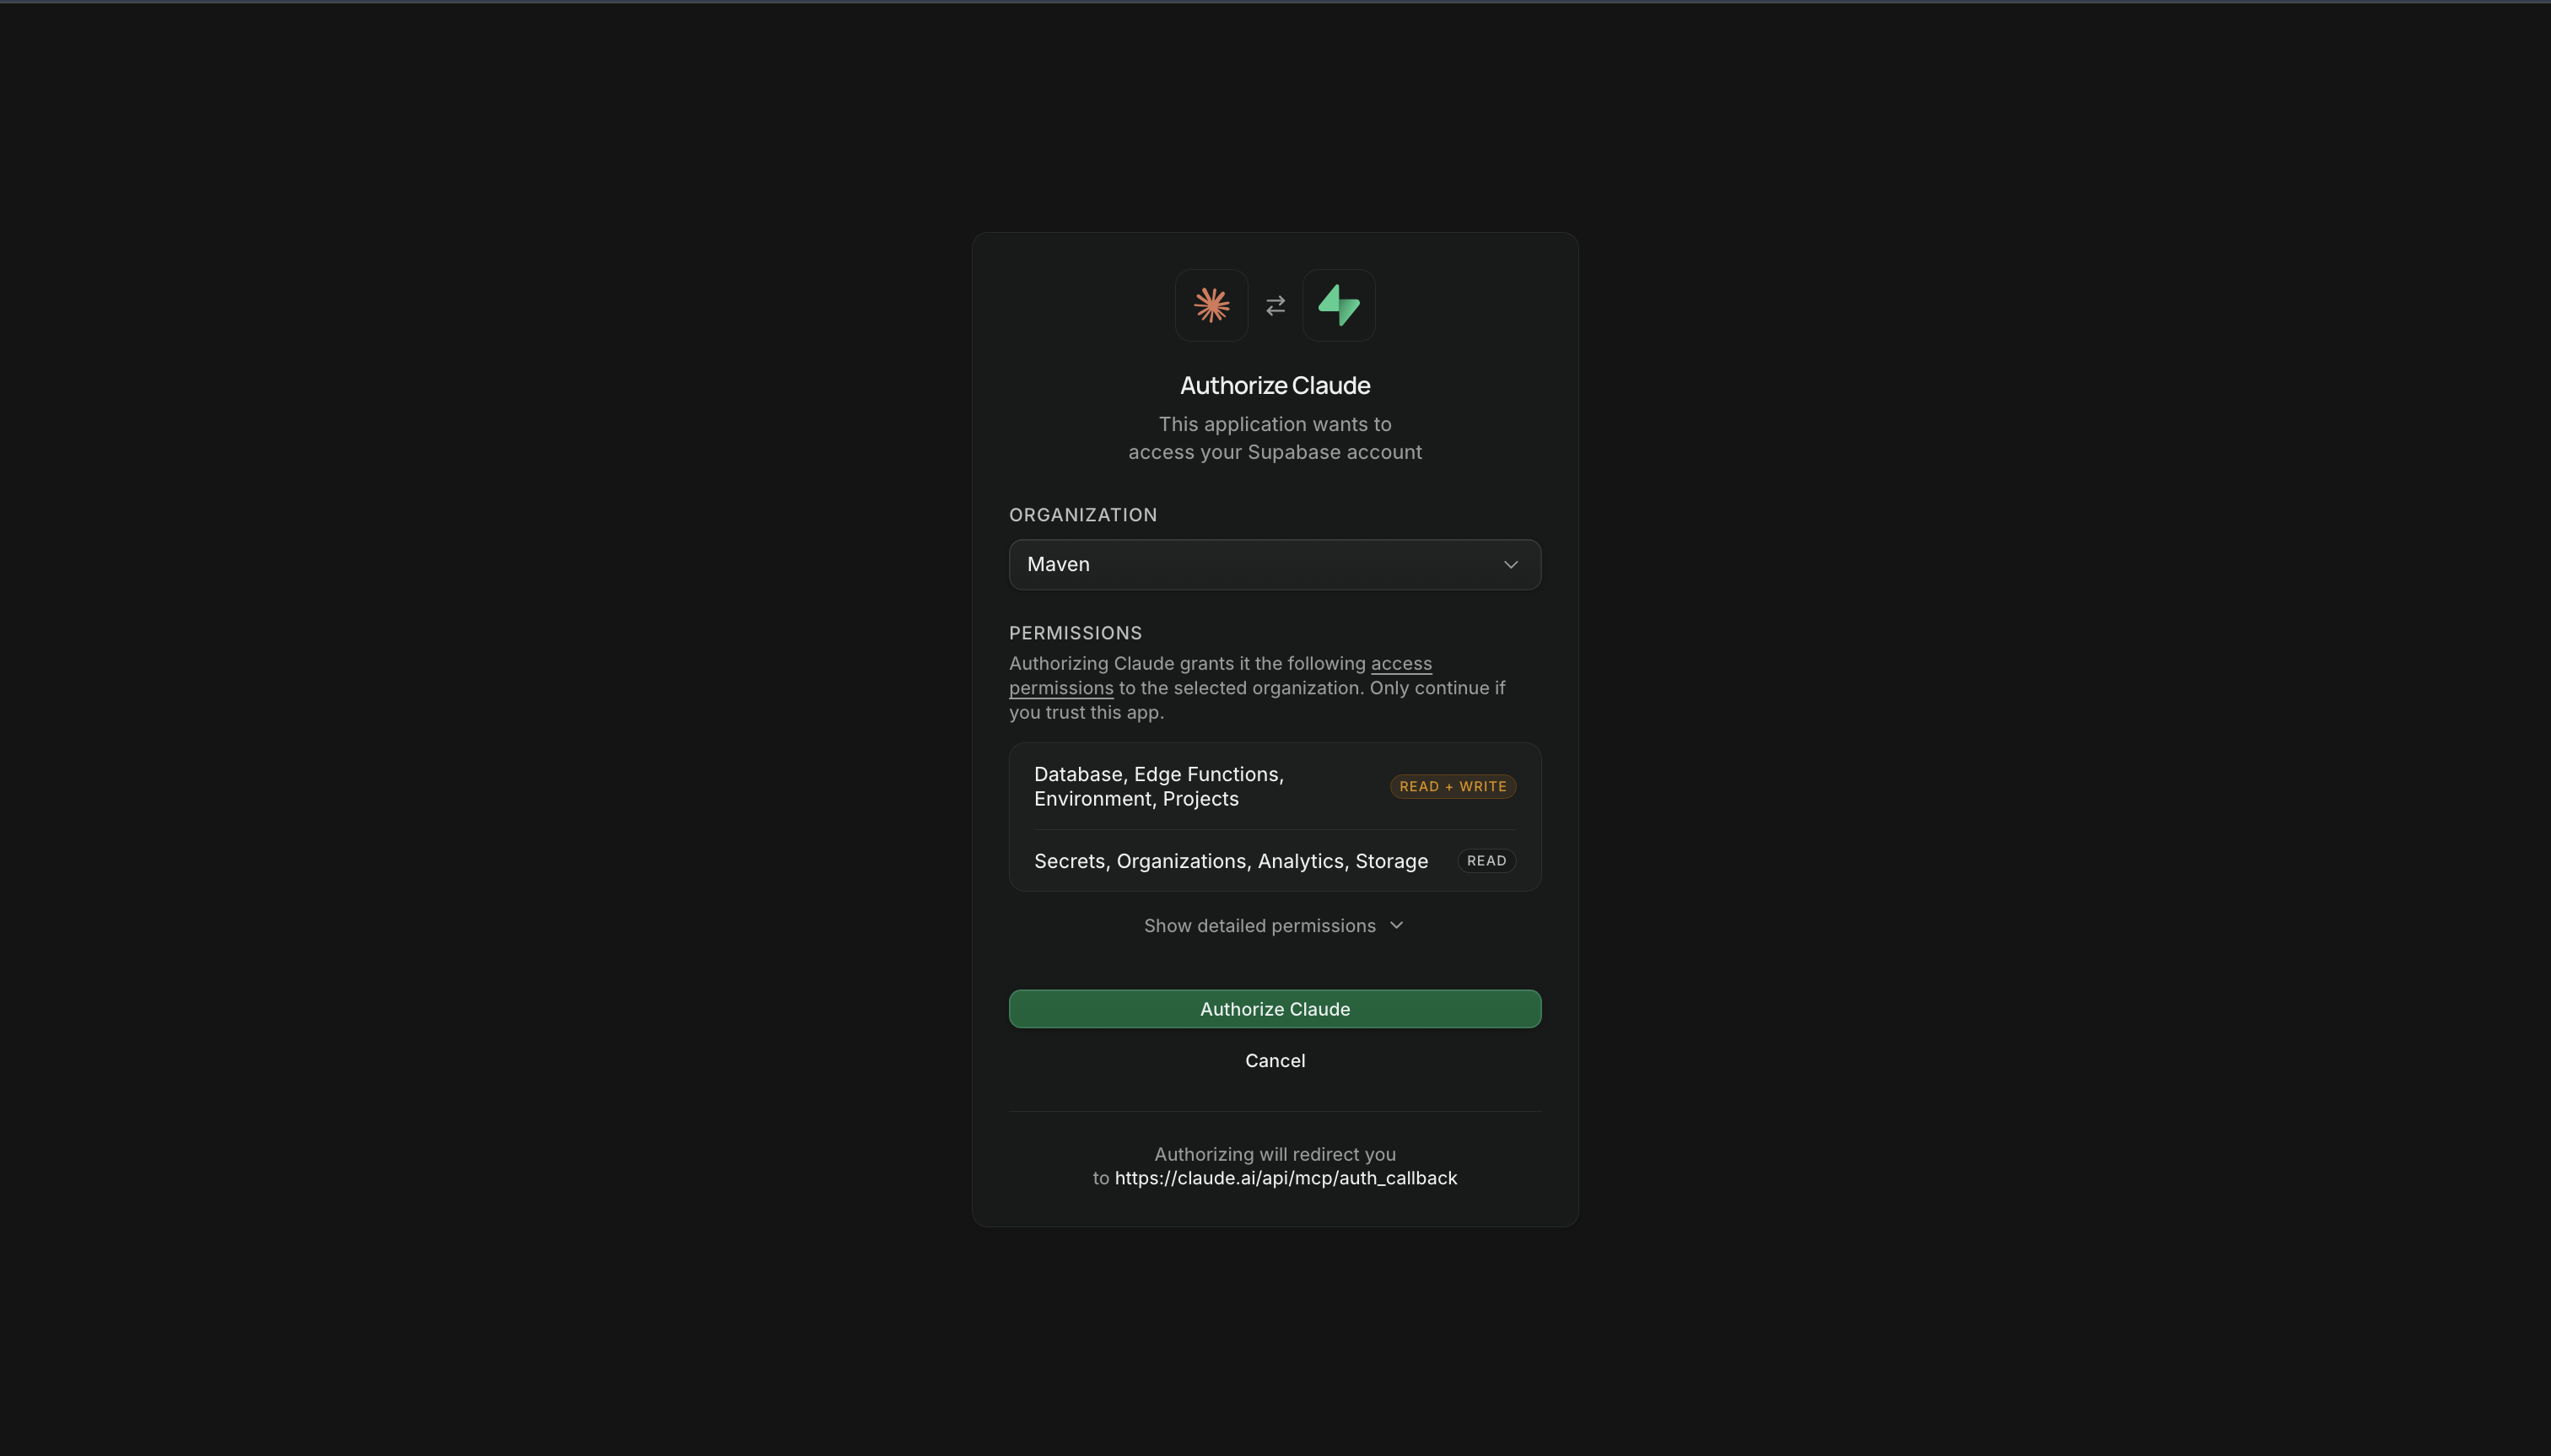 Authorize Claude
This application wants to
access your Supabase account
ORGANIZATION
Maven
PERMISSIONS
Authorizing Claude grants it the following access
permissions to the selected organization. Only continue if
you trust this app.
Database, Edge Functions,
Environment, Projects
READ + WRITE
Secrets, Organizations, Analytics, Storage
READ
Show detailed permissions
Authorize Claude
Cancel
Authorizing will redirect you
to https://claude.ai/api/mcp/auth_callback